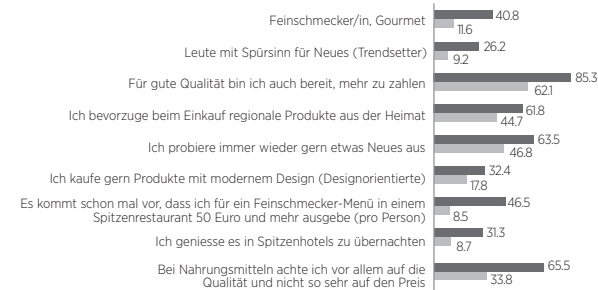 Feinschmecker/in, Gourmet 40.8
11.6
Leute mit Spürsinn für Neues (Trendsetter) 26.2
9.2
Für gute Qualität bin ich auch bereit, mehr zu zahlen 85.3
62.1
Ich bevorzuge beim Einkauf regionale Produkte aus der Heimat 61.8
44.7
Ich probiere immer wieder gern etwas Neues aus 63.5
46.8
Ich kaufe gern Produkte mit modernem Design (Designorientierte) 32.4
17.8
Es kommt schon mal vor, dass ich für ein Feinschmecker-Menü in einem 46.5
Spitzenrestaurant 50 Euro und mehr ausgebe (pro Person) 8.5
Ich geniesse es in Spitzenhotels zu übernachten 31.3
8.7
Bei Nahrungsmitteln achte ich vor allem auf die 65.5
Qualität und nicht so sehr auf den Preis 33.8